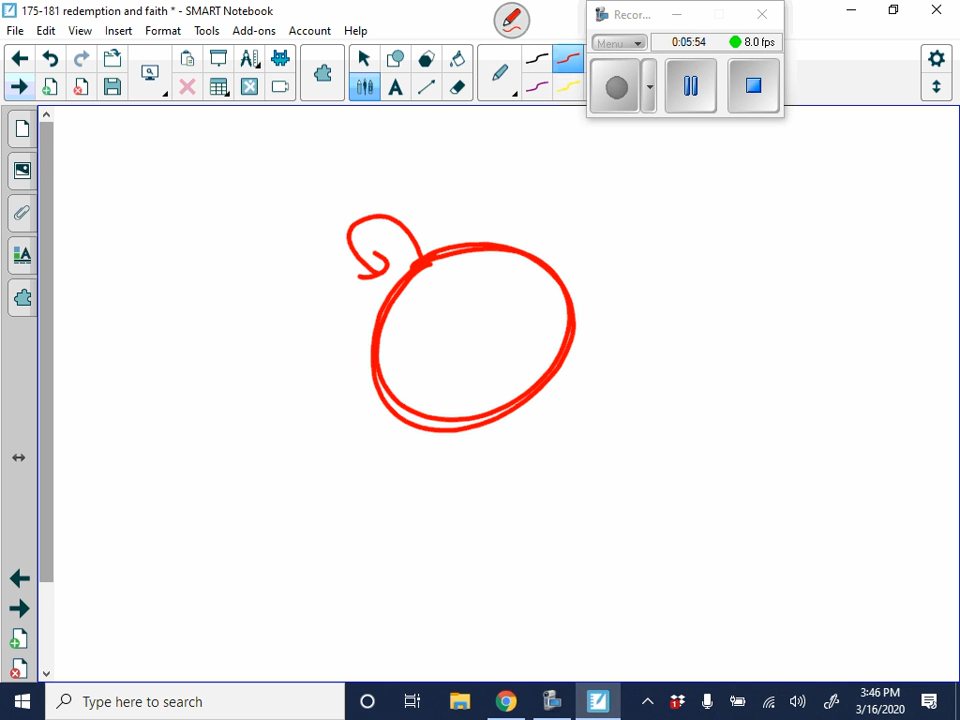 175-181 redemption and faith * - SMART Notebook
Recor...
File Edit View Insert Format Tools Add-ons Account Help
Menu
0:05:54
8.0 fps
A
A
A
Type here to search
1
3:46 PM
3/16/2020